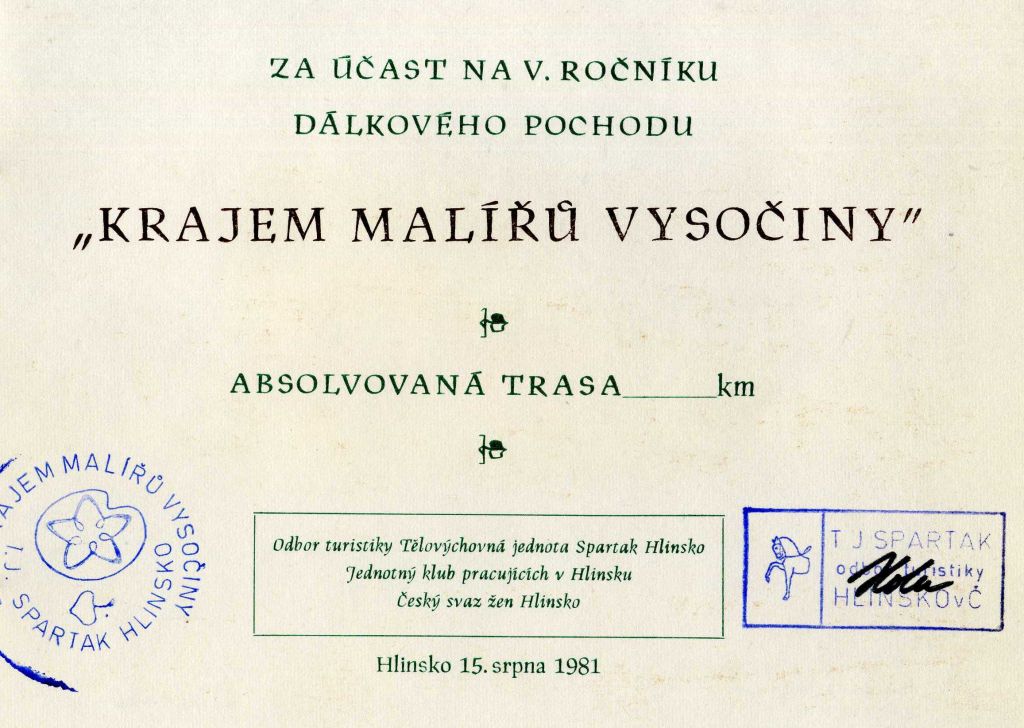 ZA ÚČAST NA V. ROČNÍKU
DÁLKOVÉHO POCHODU
„KRAJEM MALÍŘŮ VYSOČINY”
ABSOLVOVANÁ TRASA______km
KRAJEM MALÍŘŮ VYSOČINY
T.J. SPARTAK HLINSKO
Odbor turistiky Tělovýchovná jednota Spartak Hlinsko
Jednotný klub pracujících v Hlinsku
Český svaz žen Hlinsko
T J SPARTAK
odbor turistiky
HLINSKO v Č
Hlinsko 15. srpna 1981